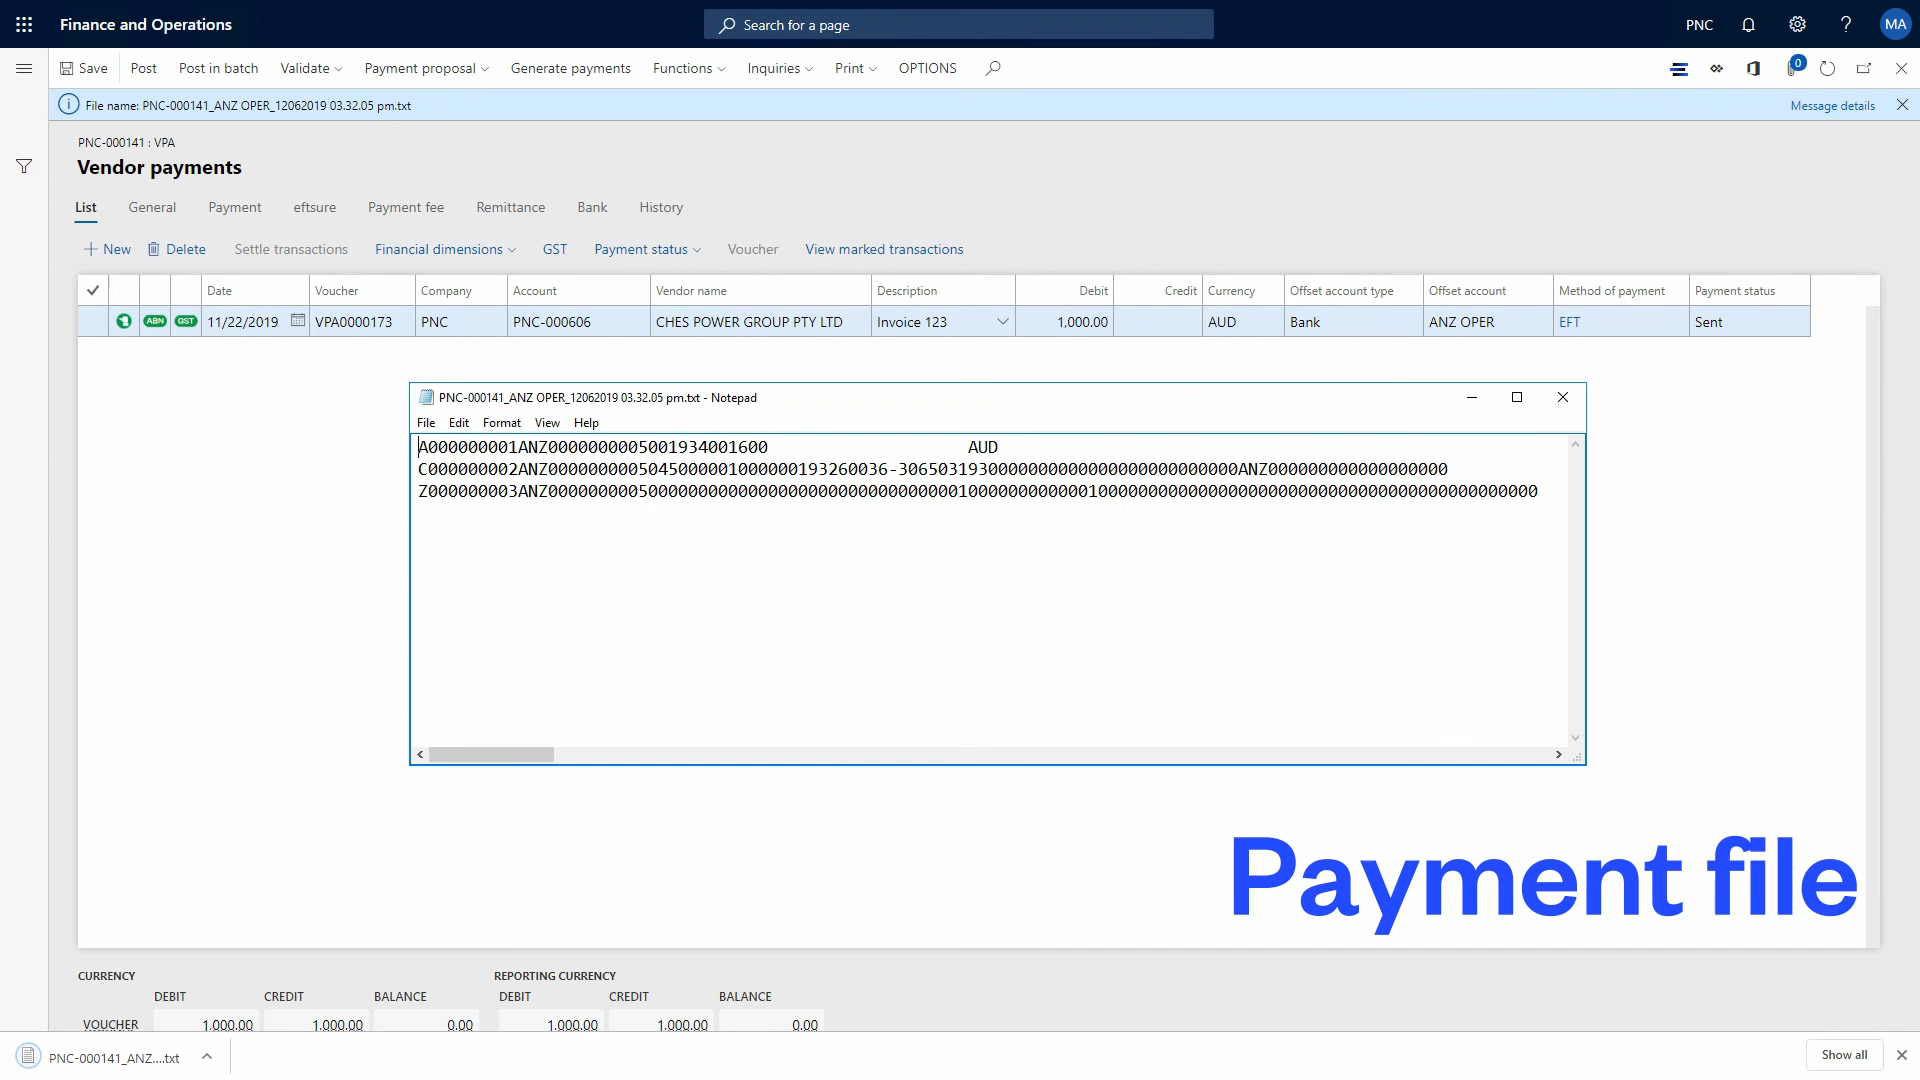 Finance and Operations
Search for a page
PNC
?
MA
Save
Post
Post in batch
Validate
Payment proposal
Generate payments
Functions
Inquiries
Print
OPTIONS
0
File name: PNC-000141_ANZ OPER_12062019 03.32.05 pm.txt
Message details
PNC-000141 : VPA
Vendor payments
List
General
Payment
eftsure
Payment fee
Remittance
Bank
History
New
Delete
Settle transactions
Financial dimensions
GST
Payment status
Voucher
View marked transactions
Date Voucher Company Account Vendor name Description Debit Credit Currency Offset account type Offset account Method of payment Payment status
ABN GST 11/22/2019 VPA0000173 PNC PNC-000606 CHES POWER GROUP PTY LTD Invoice 123 1,000.00 AUD Bank ANZ OPER EFT Sent
PNC-000141_ANZ OPER_12062019 03.32.05 pm.txt - Notepad
File Edit Format View Help
A000000001ANZ0000000005001934001600 AUD
Payment file
CURRENCY
DEBIT CREDIT BALANCE
VOUCHER 1,000.00 1,000.00 0.00
REPORTING CURRENCY
DEBIT CREDIT BALANCE
1,000.00 1,000.00 0.00
PNC-000141_ANZ....txt
Show all